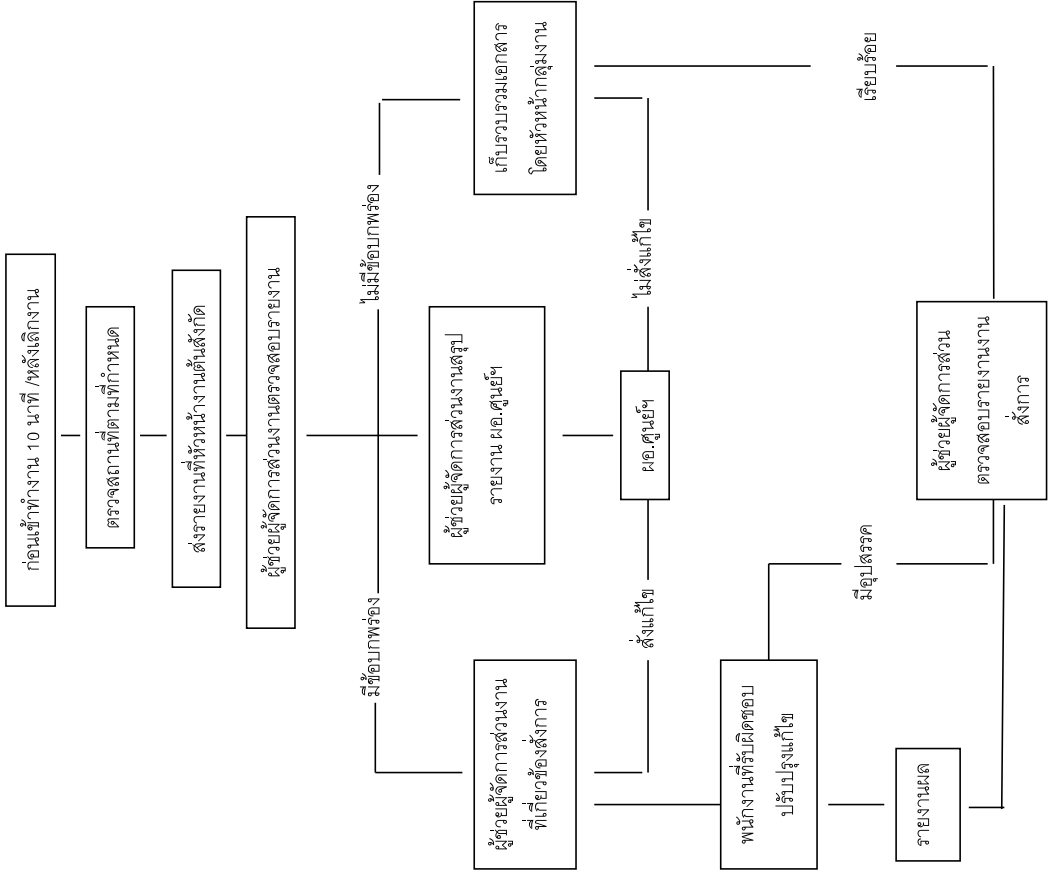 ก่อนเข้าทำงาน 10 นาที /หลังเลิกงาน
ตรวจสถานที่ตามที่กำหนด
ส่งรายงานที่หัวหน้างานต้นสังกัด
ผู้ช่วยผู้จัดการส่วนงานตรวจสอบรายงาน
มีข้อบกพร่อง
ไม่มีข้อบกพร่อง
ผู้ช่วยผู้จัดการส่วนงาน
ที่เกี่ยวข้องสั่งการ
ผู้ช่วยผู้จัดการส่วนงานสรุป
รายงาน ผอ.ศูนย์ฯ
เก็บรวบรวมเอกสาร
โดยหัวหน้ากลุ่มงาน
สั่งแก้ไข
ผอ.ศูนย์ฯ
ไม่สั่งแก้ไข
พนักงานที่รับผิดชอบ
ปรับปรุงแก้ไข
มีอุปสรรค
เรียบร้อย
รายงานผล
ผู้ช่วยผู้จัดการส่วน
ตรวจสอบรายงานงาน
สั่งการ